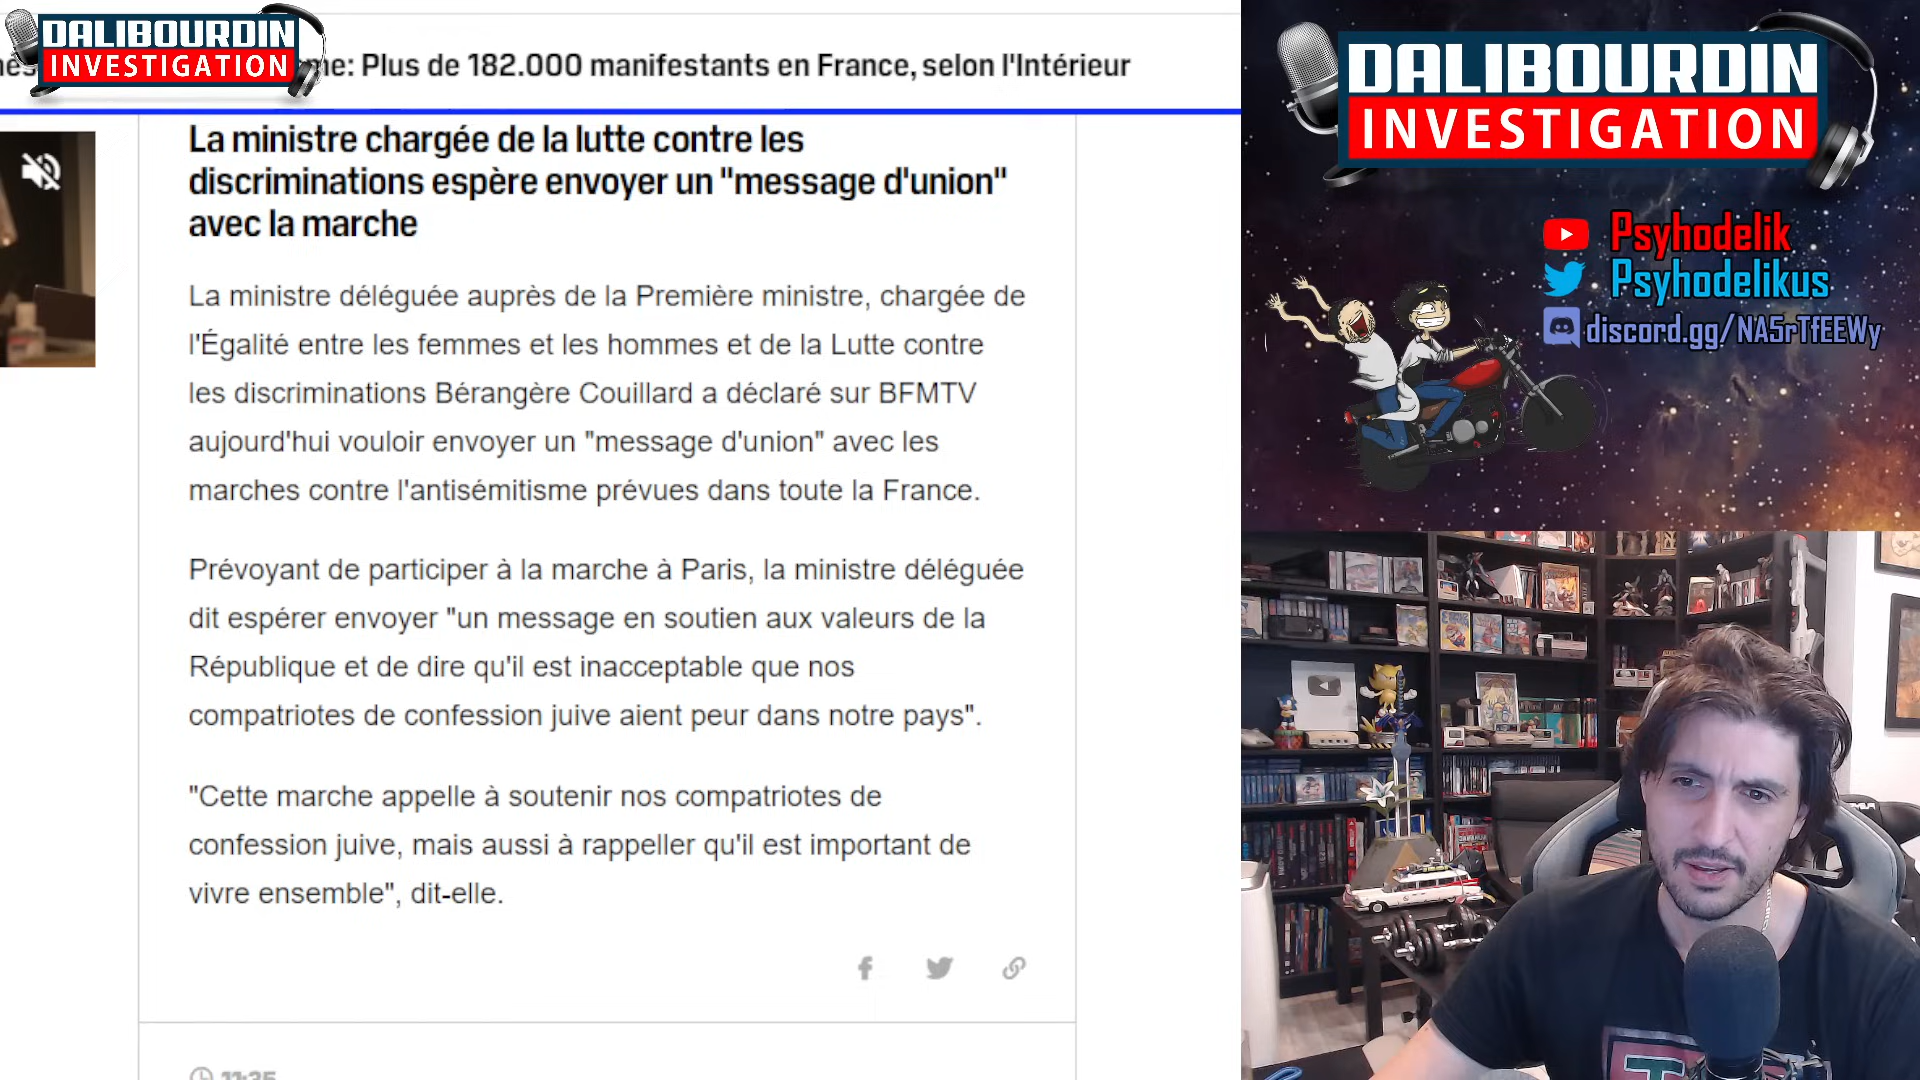 DALIBOURDIN
INVESTIGATION
me: Plus de 182.000 manifestants en France, selon l'Intérieur
La ministre chargée de la lutte contre les
discriminations espère envoyer un "message d'union"
avec la marche
La ministre déléguée auprès de la Première ministre, chargée de
l'Égalité entre les femmes et les hommes et de la Lutte contre
les discriminations Bérangère Couillard a déclaré sur BFMTV
aujourd'hui vouloir envoyer un "message d'union" avec les
marches contre l'antisémitisme prévues dans toute la France.
Prévoyant de participer à la marche à Paris, la ministre déléguée
dit espérer envoyer "un message en soutien aux valeurs de la
République et de dire qu'il est inacceptable que nos
compatriotes de confession juive aient peur dans notre pays".
"Cette marche appelle à soutenir nos compatriotes de
confession juive, mais aussi à rappeller qu'il est important de
vivre ensemble", dit-elle.
11:35
DALIBOURDIN
INVESTIGATION
Psyhodelik
Psyhodelikus
discord.gg/NA5rTfEEWy